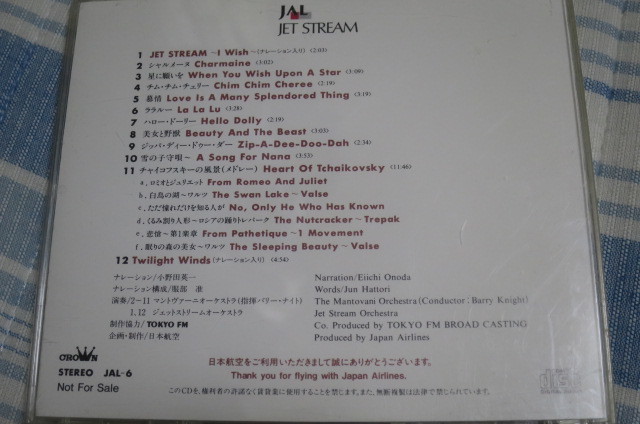 JAL
JET STREAM
1 JET STREAM ~I Wish~(ナレーション入り) (2:03)
2 シャルメーヌ Charmaine (3:02)
3 星に願いを When You Wish Upon A Star (3:09)
4 チム・チム・チェリー Chim Chim Cheree (2:19)
5 慕情 Love Is A Many Splendored Thing (3:19)
6 ララルー La La Lu (3:28)
7 ハロー・ドーリー Hello Dolly (2:19)
8 美女と野獣 Beauty And The Beast (3:03)
9 ジッパ・ディー・ドゥー・ダー Zip-A-Dee-Doo-Dah (2:34)
10 雪の子守唄~ A Song For Nana (3:53)
11 チャイコフスキーの風景(メドレー) Heart Of Tchaikovsky (11:46)
a. ロミオとジュリエット From Romeo And Juliet
b. 白鳥の湖~ワルツ The Swan Lake~Valse
c. ただ憧れだけを知る人が No, Only He Who Has Known
d. くるみ割り人形~ロシアの踊りトレパーク The Nutcracker~Trepak
e. 悲愴~第1楽章 From Pathetique~1 Movement
f. 眠りの森の美女~ワルツ The Sleeping Beauty~Valse
12 Twilight Winds (ナレーション入り) (4:54)
ナレーション/小野田英一 Narration/Eiichi Onoda
ナレーション構成/服部 準 Words/Jun Hattori
演奏/2~11 マントヴァーニオーケストラ(指揮バリー・ナイト) The Mantovani Orchestra (Conductor:Barry Knight)
1.12 ジェットストリームオーケストラ Jet Stream Orchestra
制作協力/TOKYO FM Co. Produced by TOKYO FM BROAD CASTING
企画・制作/日本航空 Produced by Japan Airlines
CROWN
STEREO JAL-6
Not For Sale
日本航空をご利用いただきまして誠にありがとうございます。
Thank you for flying with Japan Airlines.
このCDを、権利者の許諾なく賃貸業に使用することを禁じます。また、無断複製は法律で禁じられています。